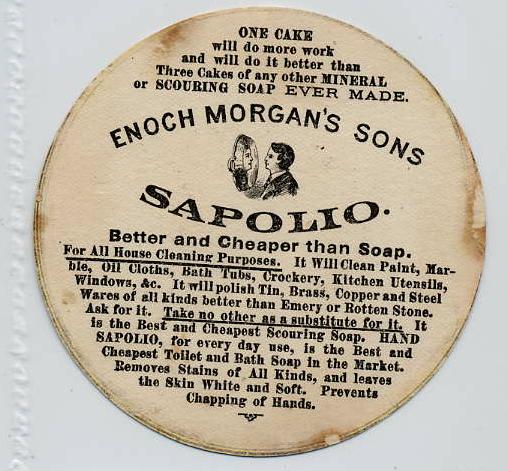 ONE CAKE
will do more work
and will do it better than
Three Cakes of any other MINERAL
or SCOURING SOAP EVER MADE.
ENOCH MORGAN'S SONS
SAPOLIO.
Better and Cheaper than Soap.
For All House Cleaning Purposes. It Will Clean Paint, Mar-
ble, Oil Cloths, Bath Tubs, Crockery, Kitchen Utensils,
Windows, &c. It will polish Tin, Brass, Copper and Steel
Wares of all kinds better than Emery or Rotten Stone.
Ask for it. Take no other as a substitute for it. It
is the Best and Cheapest Scouring Soap. HAND
SAPOLIO, for every day use, is the Best and
Cheapest Toilet and Bath Soap in the Market.
Removes Stains of All Kinds, and leaves
the Skin White and Soft. Prevents
Chapping of Hands.